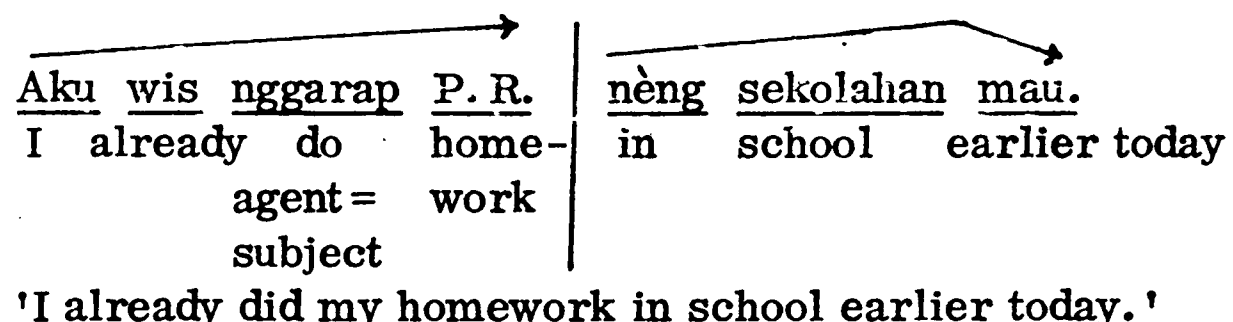 Aku wis nggarap P. R. nèng sekolahan mau.
I already do home- in school earlier today
agent = work
subject
'I already did my homework in school earlier today.'